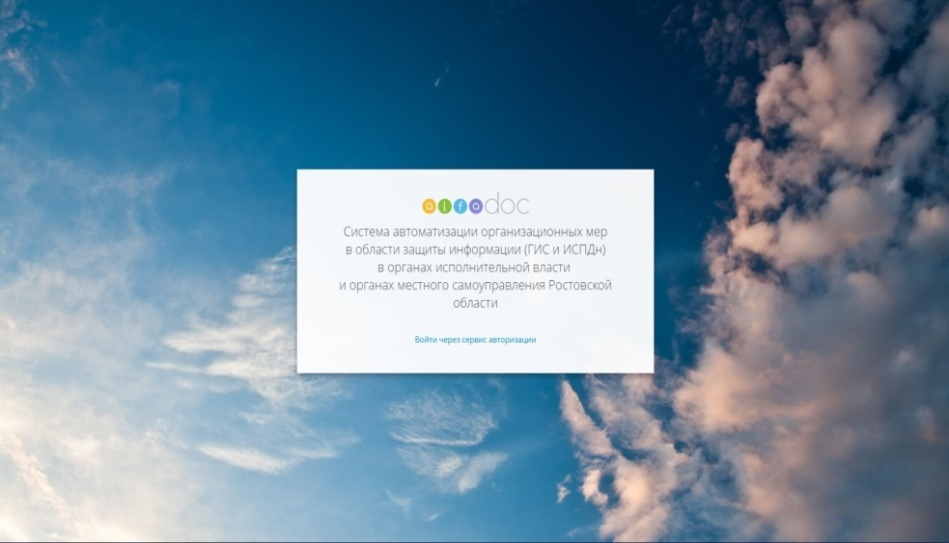 alfadoc
Система автоматизации организационных мер
в области защиты информации (ГИС и ИСПДн)
в органах исполнительной власти
и органах местного самоуправления Ростовской
области
Войти через сервис авторизации